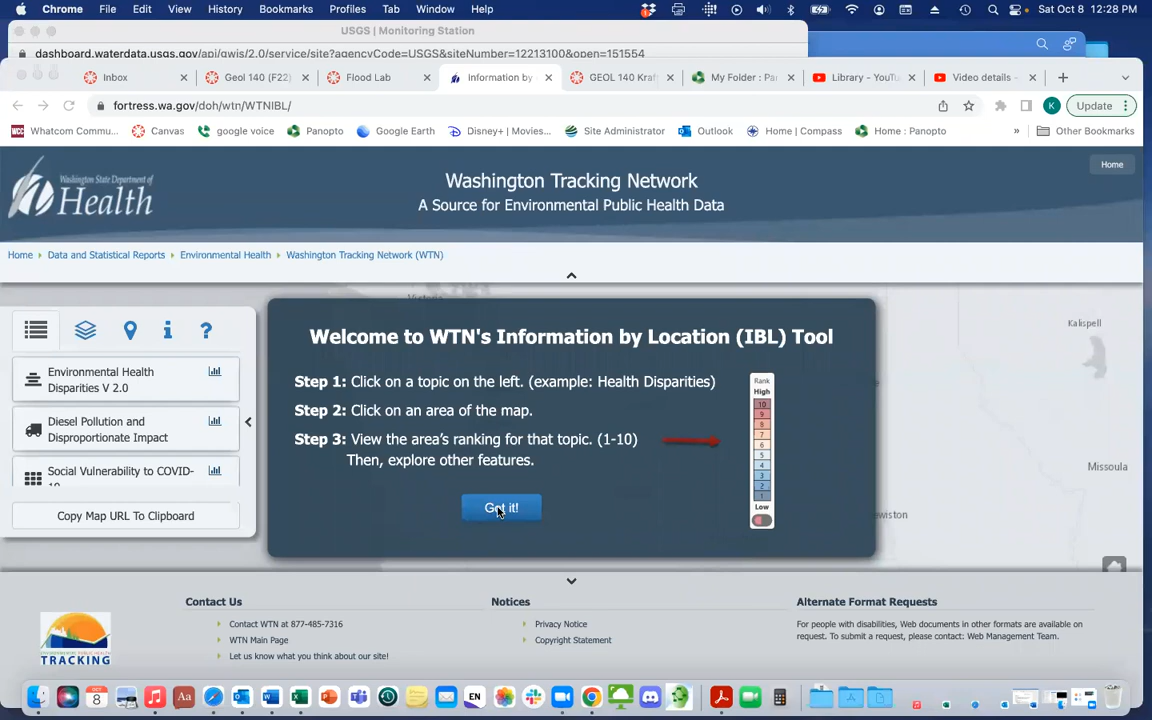 Chrome File Edit View History Bookmarks Profiles Tab Window Help Sat Oct 8 12:28 PM
USGS | Monitoring Station
dashboard.waterdata.usgs.gov/api/gwis/2.0/service/site?agencyCode=USGS&siteNumber=12213100&open=151554
Inbox Geol 140 (F22) Flood Lab Information by GEOL 140 Kraf My Folder : Pa Library - YouTu Video details -
fortress.wa.gov/doh/wtn/WTNIBL/ K Update
WCC Whatcom Commu... Canvas google voice Panopto Google Earth Disney+ | Movies... Site Administrator Outlook Home | Compass Home : Panopto » Other Bookmarks
Home
Washington State Department of
Health
Washington Tracking Network
A Source for Environmental Public Health Data
Home Data and Statistical Reports Environmental Health Washington Tracking Network (WTN)
Victoria
Kalispell
Missoula
ewiston
Environmental Health
Disparities V 2.0
Diesel Pollution and
Disproportionate Impact
Social Vulnerability to COVID-
19
Copy Map URL To Clipboard
Welcome to WTN's Information by Location (IBL) Tool
Step 1: Click on a topic on the left. (example: Health Disparities)
Step 2: Click on an area of the map.
Step 3: View the area's ranking for that topic. (1-10)
Then, explore other features.
Got it!
Rank
High
10
9
8
7
6
5
4
3
2
1
Low
Contact Us
Contact WTN at 877-485-7316
WTN Main Page
Let us know what you think about our site!
Notices
Privacy Notice
Copyright Statement
Alternate Format Requests
For people with disabilities, Web documents in other formats are available on
request. To submit a request, please contact: Web Management Team.
TRACKING
OCT
8
Aa
EN